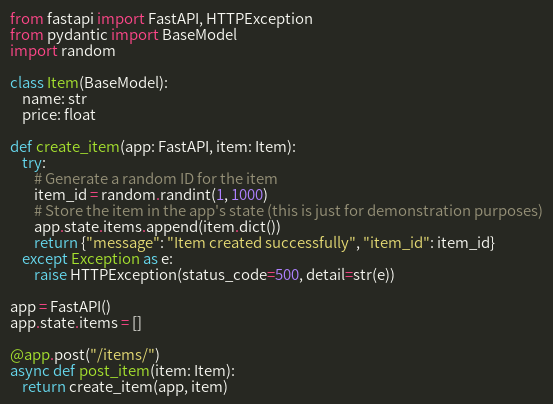 from fastapi import FastAPI, HTTPException
from pydantic import BaseModel
import random

class Item(BaseModel):
    name: str
    price: float

def create_item(app: FastAPI, item: Item):
    try:
        # Generate a random ID for the item
        item_id = random.randint(1, 1000)
        # Store the item in the app's state (this is just for demonstration purposes)
        app.state.items.append(item.dict())
        return {"message": "Item created successfully", "item_id": item_id}
    except Exception as e:
        raise HTTPException(status_code=500, detail=str(e))

app = FastAPI()
app.state.items = []

@app.post("/items/")
async def post_item(item: Item):
    return create_item(app, item)